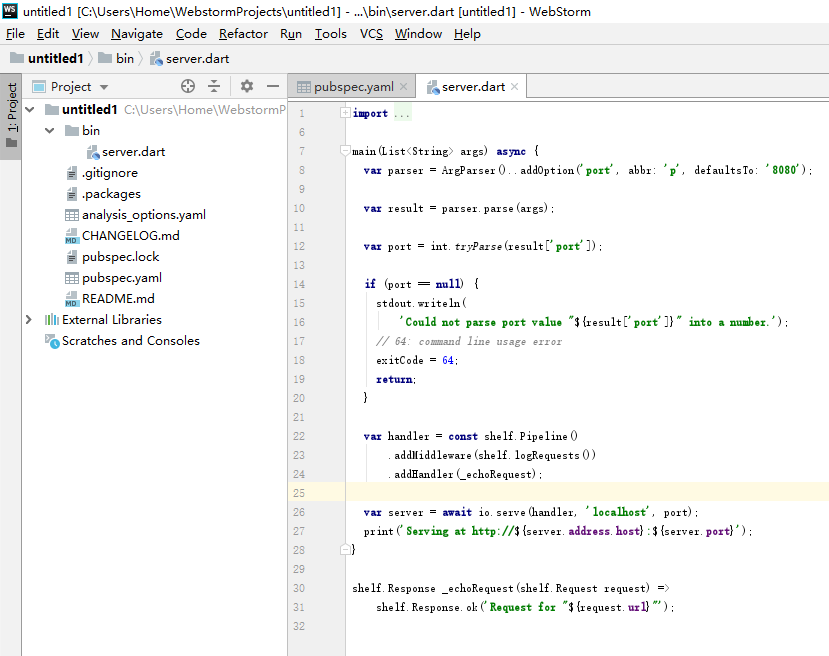 untitled1 [C:\Users\Home\WebstormProjects\untitled1] - ...\bin\server.dart [untitled1] - WebStorm
File Edit View Navigate Code Refactor Run Tools VCS Window Help
untitled1 bin server.dart
1: Project
Project
pubspec.yaml server.dart
untitled1 C:\Users\Home\WebstormP
bin
server.dart
.gitignore
.packages
analysis_options.yaml
CHANGELOG.md
pubspec.lock
pubspec.yaml
README.md
External Libraries
Scratches and Consoles
1 import ...
6
7 main(List<String> args) async {
8 var parser = ArgParser()..addOption('port', abbr: 'p', defaultsTo: '8080');
9
10 var result = parser.parse(args);
11
12 var port = int.tryParse(result['port']);
13
14 if (port == null) {
15 stdout.writeln(
16 'Could not parse port value "${result['port']}" into a number.');
17 // 64: command line usage error
18 exitCode = 64;
19 return;
20 }
21
22 var handler = const shelf.Pipeline()
23 .addMiddleware(shelf.logRequests())
24 .addHandler(_echoRequest);
25
26 var server = await io.serve(handler, 'localhost', port);
27 print('Serving at http://${server.address.host}:${server.port}');
28 }
29
30 shelf.Response _echoRequest(shelf.Request request) =>
31 shelf.Response.ok('Request for "${request.url}"');
32